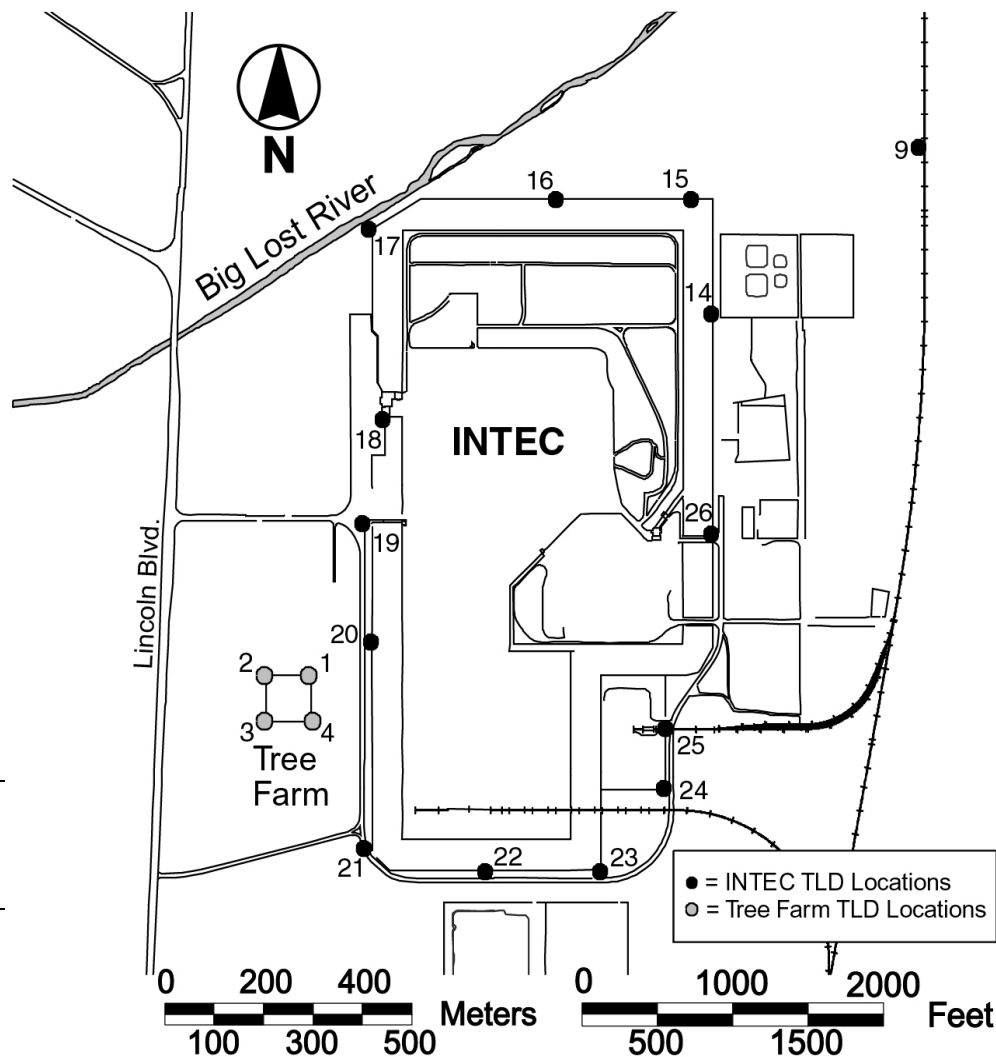 N
9
16
15
17
Big Lost River
14
18
INTEC
26
19
Lincoln Blvd.
20
2
1
3
4
Tree
Farm
25
24
21
22
23
= INTEC TLD Locations
= Tree Farm TLD Locations
0 200 400
Meters
100 300 500
0 1000 2000
Feet
500 1500